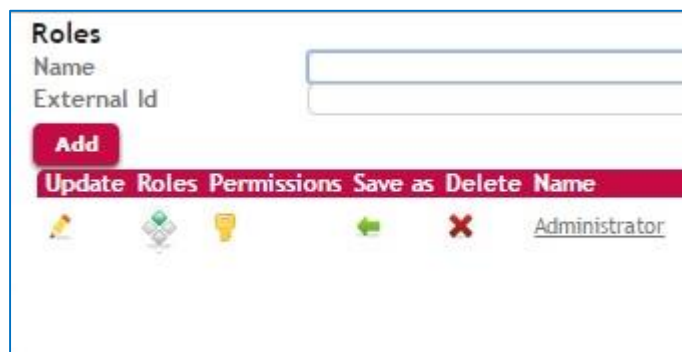 Roles
Name
External Id
Add
Update Roles Permissions Save as Delete Name
Administrator